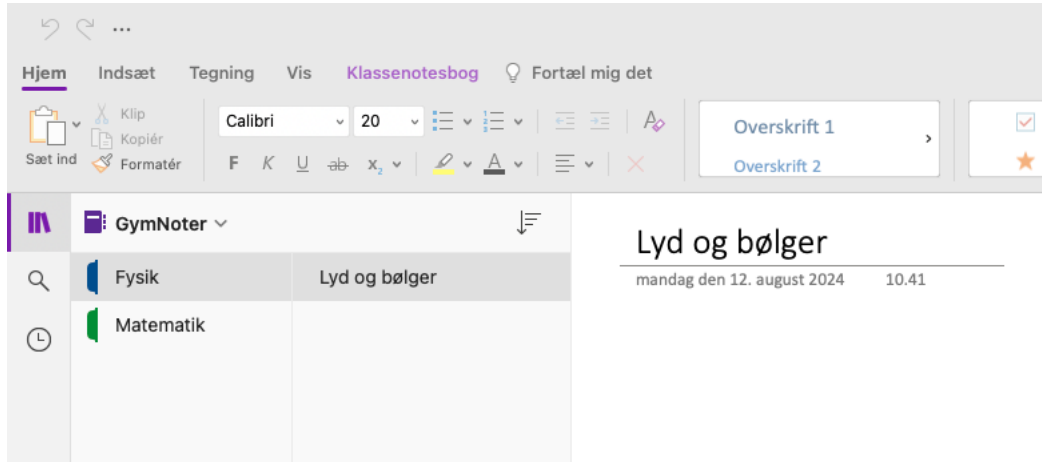 Hjem Indsæt Tegning Vis Klassenotesbog Fortæl mig det
Sæt ind
Klip
Kopiér
Formatér
Calibri 20
F K U ab x₂ A
Overskrift 1
Overskrift 2
GymNoter
Fysik
Matematik
Lyd og bølger
Lyd og bølger
mandag den 12. august 2024 10.41